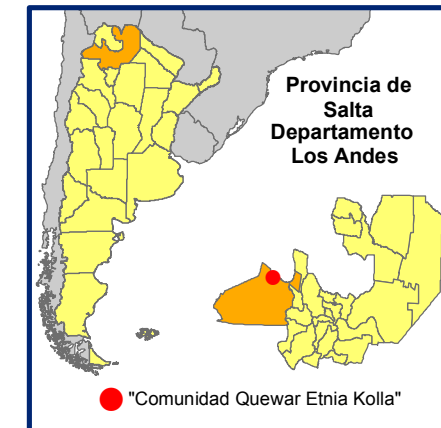 Provincia de
Salta
Departamento
Los Andes
"Comunidad Quewar Etnia Kolla"